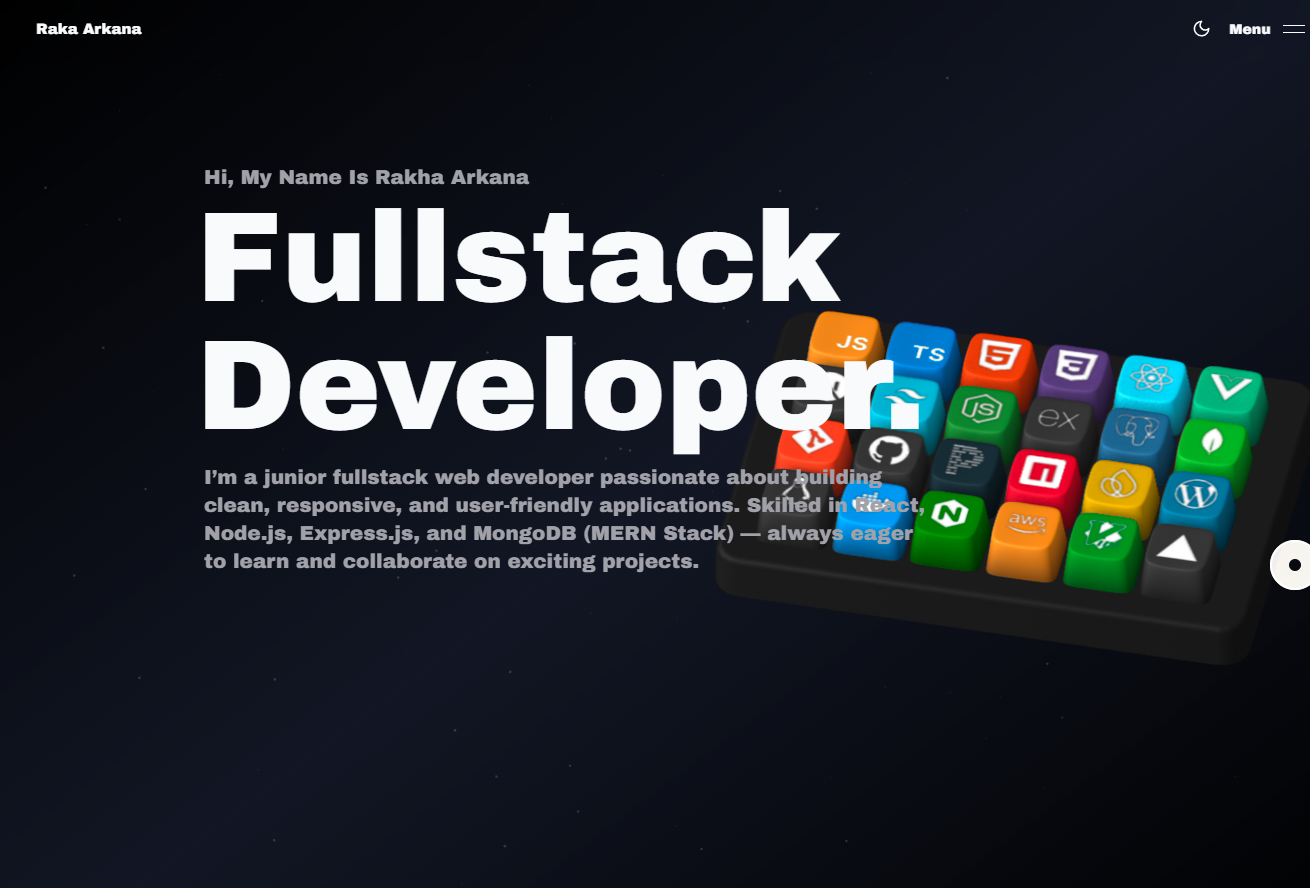 Raka Arkana
Menu
Hi, My Name Is Rakha Arkana
Fullstack
Developer.
I’m a junior fullstack web developer passionate about building
clean, responsive, and user-friendly applications. Skilled in React,
Node.js, Express.js, and MongoDB (MERN Stack) — always eager
to learn and collaborate on exciting projects.
JS
TS
JS
ex
aws